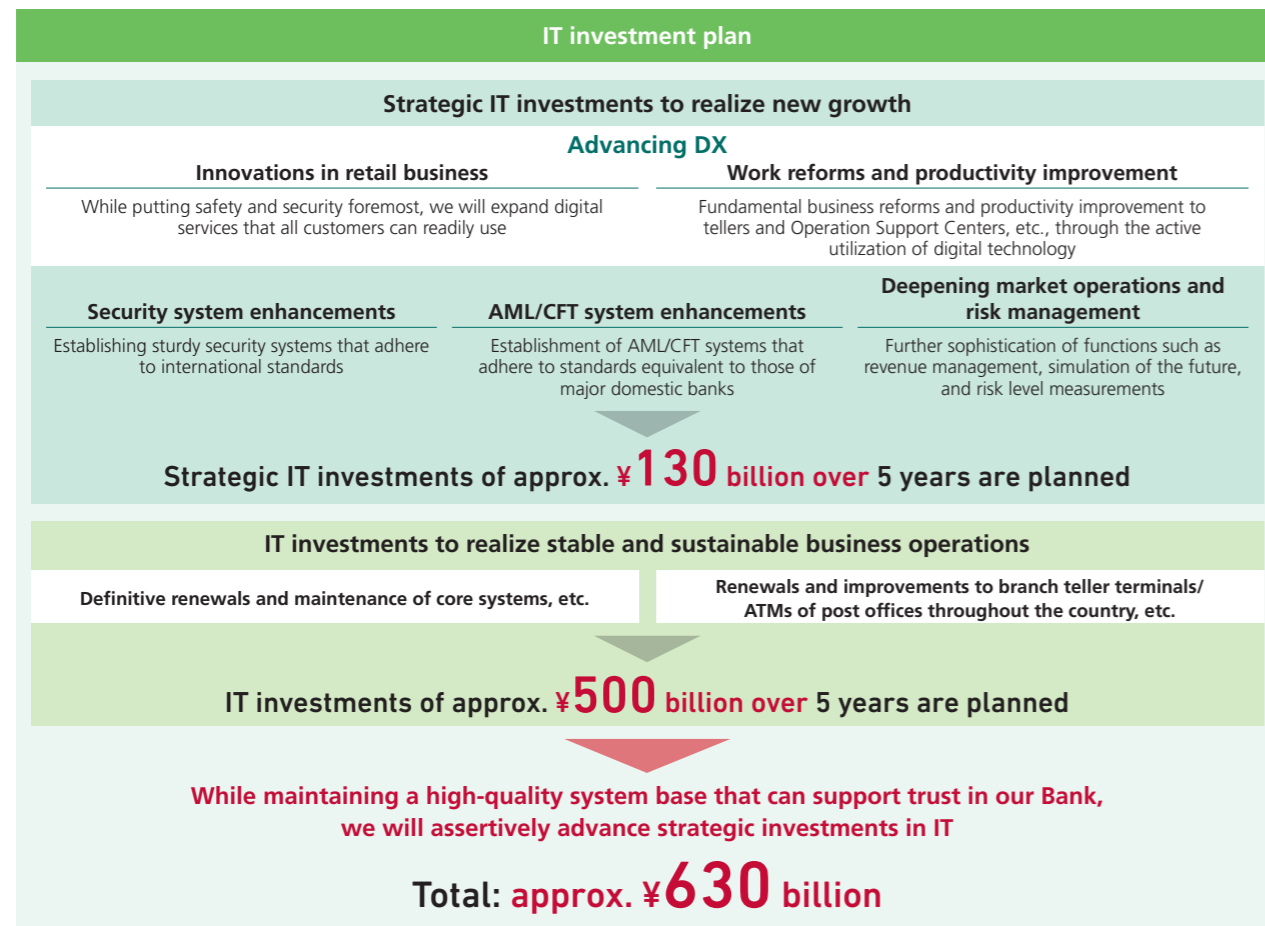 IT investment plan
Strategic IT investments to realize new growth
Advancing DX
Innovations in retail business
While putting safety and security foremost, we will expand digital
services that all customers can readily use
Work reforms and productivity improvement
Fundamental business reforms and productivity improvement to
tellers and Operation Support Centers, etc., through the active
utilization of digital technology
Security system enhancements
Establishing sturdy security systems that adhere
to international standards
AML/CFT system enhancements
Establishment of AML/CFT systems that
adhere to standards equivalent to those of
major domestic banks
Deepening market operations and
risk management
Further sophistication of functions such as
revenue management, simulation of the future,
and risk level measurements
Strategic IT investments of approx. ¥130 billion over 5 years are planned
IT investments to realize stable and sustainable business operations
Definitive renewals and maintenance of core systems, etc.
Renewals and improvements to branch teller terminals/
ATMs of post offices throughout the country, etc.
IT investments of approx. ¥500 billion over 5 years are planned
While maintaining a high-quality system base that can support trust in our Bank,
we will assertively advance strategic investments in IT
Total: approx. ¥630 billion